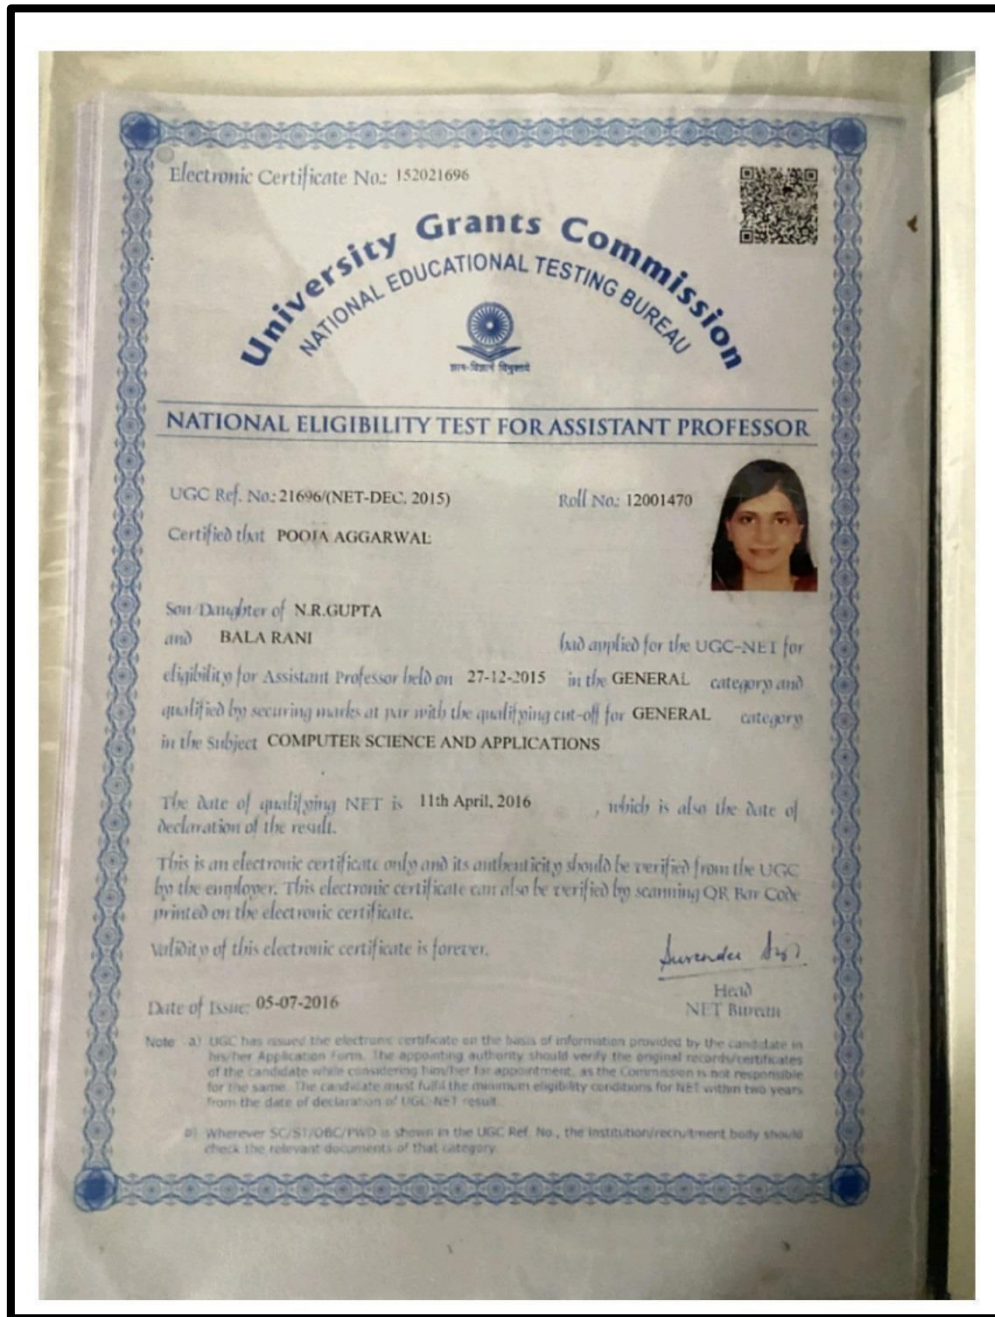 Electronic Certificate No.: 152021696
University Grants Commission
NATIONAL EDUCATIONAL TESTING BUREAU
ज्ञान-विज्ञानं विमुक्तये
NATIONAL ELIGIBILITY TEST FOR ASSISTANT PROFESSOR
UGC Ref. No.: 21696/(NET-DEC. 2015) Roll No.: 12001470
Certified that POOJA AGGARWAL
Son/Daughter of N.R.GUPTA
and BALA RANI had applied for the UGC-NET for
eligibility for Assistant Professor held on 27-12-2015 in the GENERAL category and
qualified by securing marks at par with the qualifying cut-off for GENERAL category
in the Subject COMPUTER SCIENCE AND APPLICATIONS
The date of qualifying NET is 11th April, 2016 , which is also the date of
declaration of the result.
This is an electronic certificate only and its authenticity should be verified from the UGC
by the employer. This electronic certificate can also be verified by scanning QR Bar Code
printed on the electronic certificate.
Validity of this electronic certificate is forever.
Surender
Head
Date of Issue: 05-07-2016 NET Bureau
Note: a) UGC has issued the electronic certificate on the basis of information provided by the candidate in
his/her Application Form. The appointing authority should verify the original records/certificates
of the candidate while considering him/her for appointment, as the Commission is not responsible
for the same. The candidate must fulfil the minimum eligibility conditions for NET within two years
from the date of declaration of UGC-NET result.
b) Wherever SC/ST/OBC/PWD is shown in the UGC Ref. No., the institution/recruitment body should
check the relevant documents of that category.